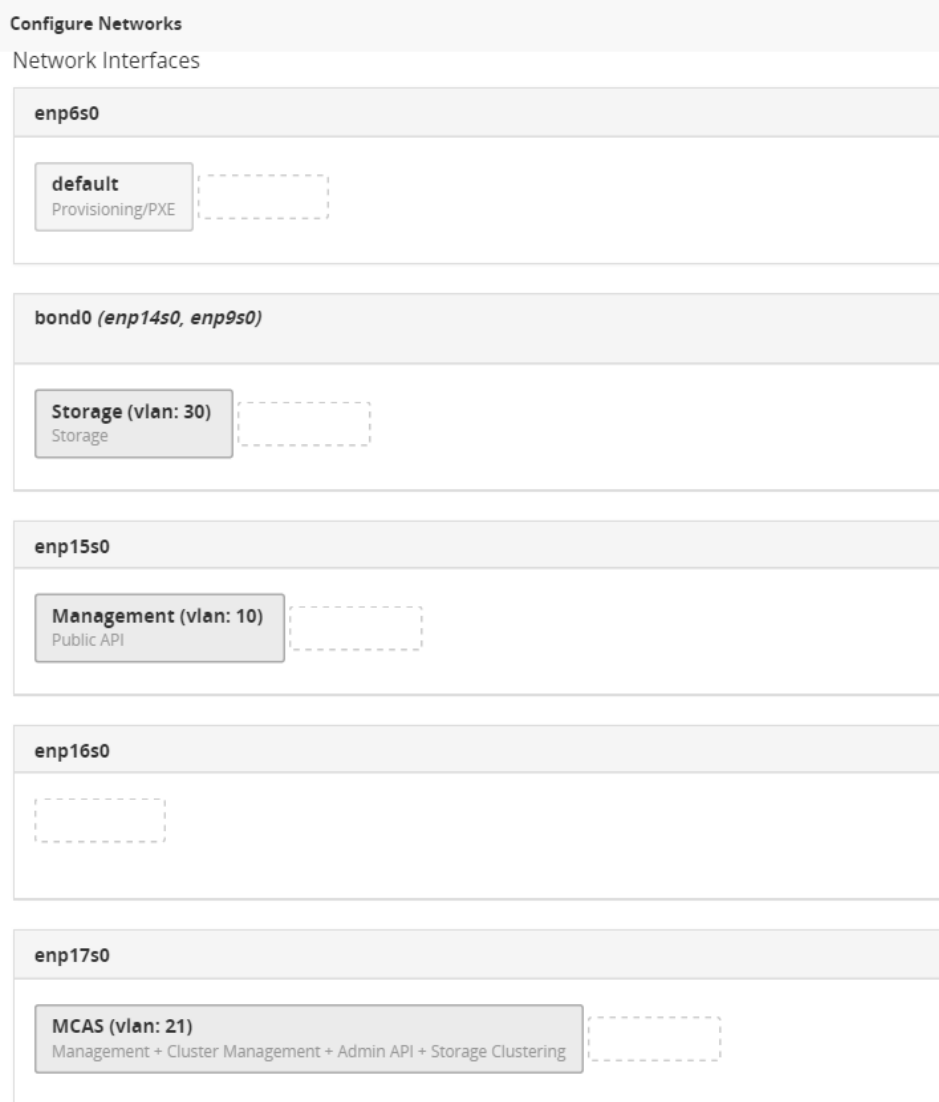 Configure Networks
Network Interfaces
enp6s0
default
Provisioning/PXE
bond0 (enp14s0, enp9s0)
Storage (vlan: 30)
Storage
enp15s0
Management (vlan: 10)
Public API
enp16s0
enp17s0
MCAS (vlan: 21)
Management + Cluster Management + Admin API + Storage Clustering